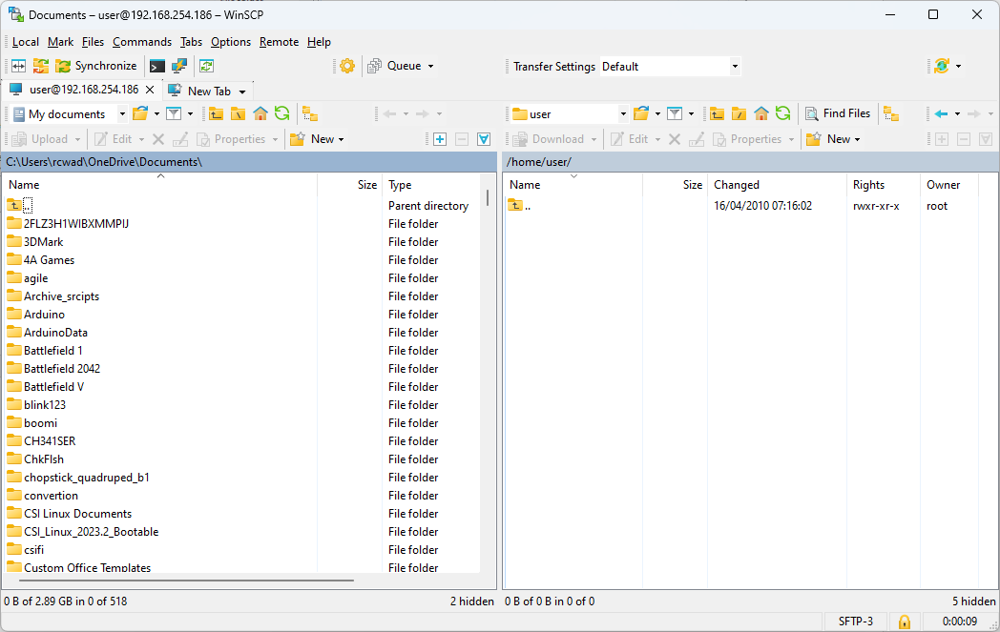 Documents – user@192.168.254.186 – WinSCP
Local Mark Files Commands Tabs Options Remote Help
Synchronize Queue Transfer Settings Default
user@192.168.254.186 New Tab
My documents user Find Files
Upload Edit Properties New Download Edit Properties New
C:\Users\rcwad\OneDrive\Documents\ /home/user/
Name Size Type Name Size Changed Rights Owner
.. Parent directory .. 16/04/2010 07:16:02 rwxr-xr-x root
2FLZ3H1WIBXMMPIJ File folder
3DMark File folder
4A Games File folder
agile File folder
Archive_srcipts File folder
Arduino File folder
ArduinoData File folder
Battlefield 1 File folder
Battlefield 2042 File folder
Battlefield V File folder
blink123 File folder
boomi File folder
CH341SER File folder
ChkFlsh File folder
chopstick_quadruped_b1 File folder
convertion File folder
CSI Linux Documents File folder
CSI_Linux_2023.2_Bootable File folder
csifi File folder
Custom Office Templates File folder
0 B of 2.89 GB in 0 of 518 2 hidden 0 B of 0 B in 0 of 0 5 hidden
SFTP-3 0:00:09